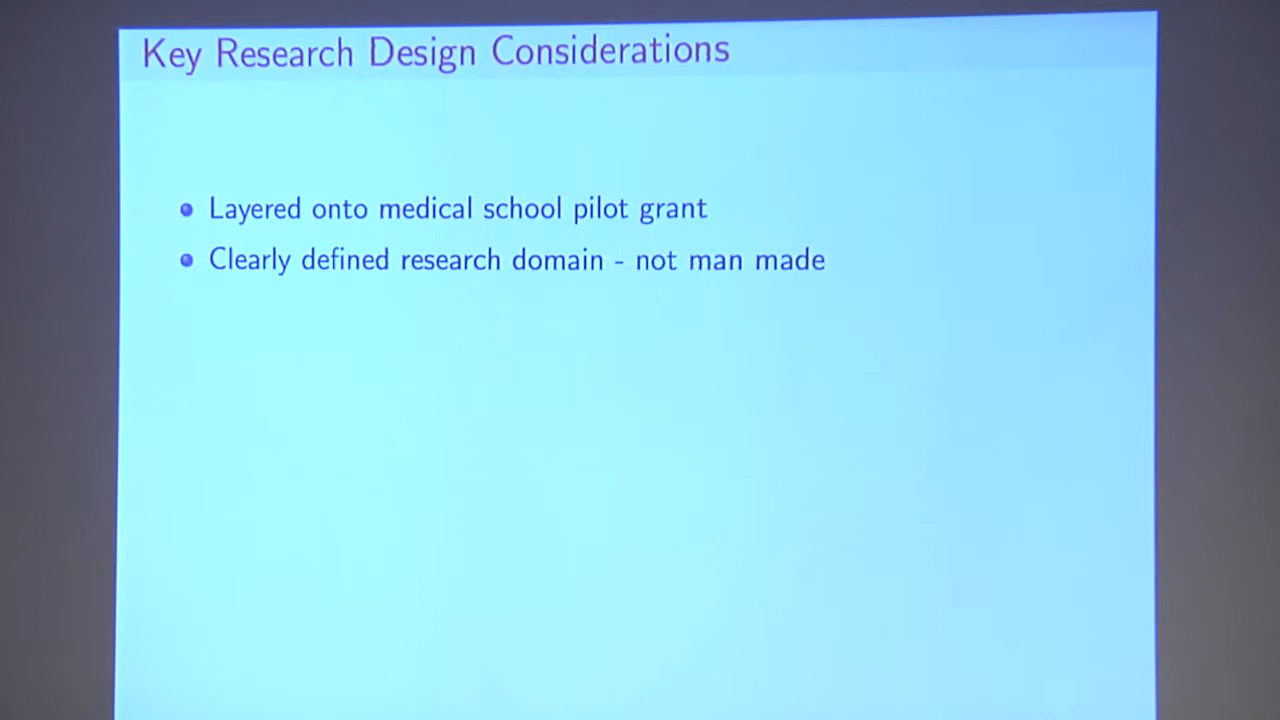 Key Research Design Considerations
Layered onto medical school pilot grant
Clearly defined research domain - not man made